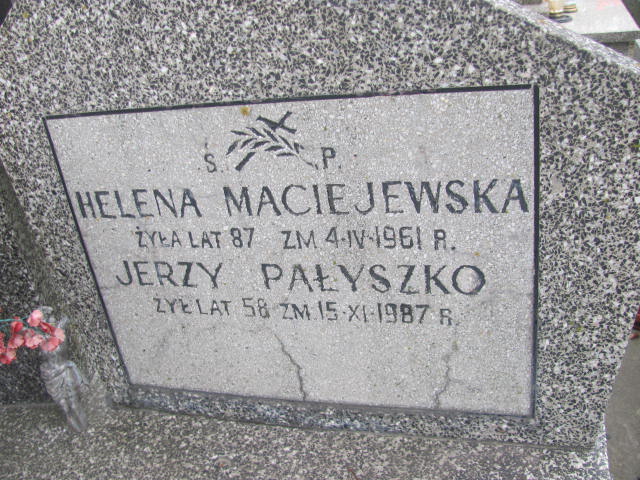 Ś. P.
HELENA MACIEJEWSKA
ŻYŁA LAT 87 ZM. 4·IV·1961 R.
JERZY PAŁYSZKO
ŻYŁ LAT 58 ZM. 15·XI·1987 R.